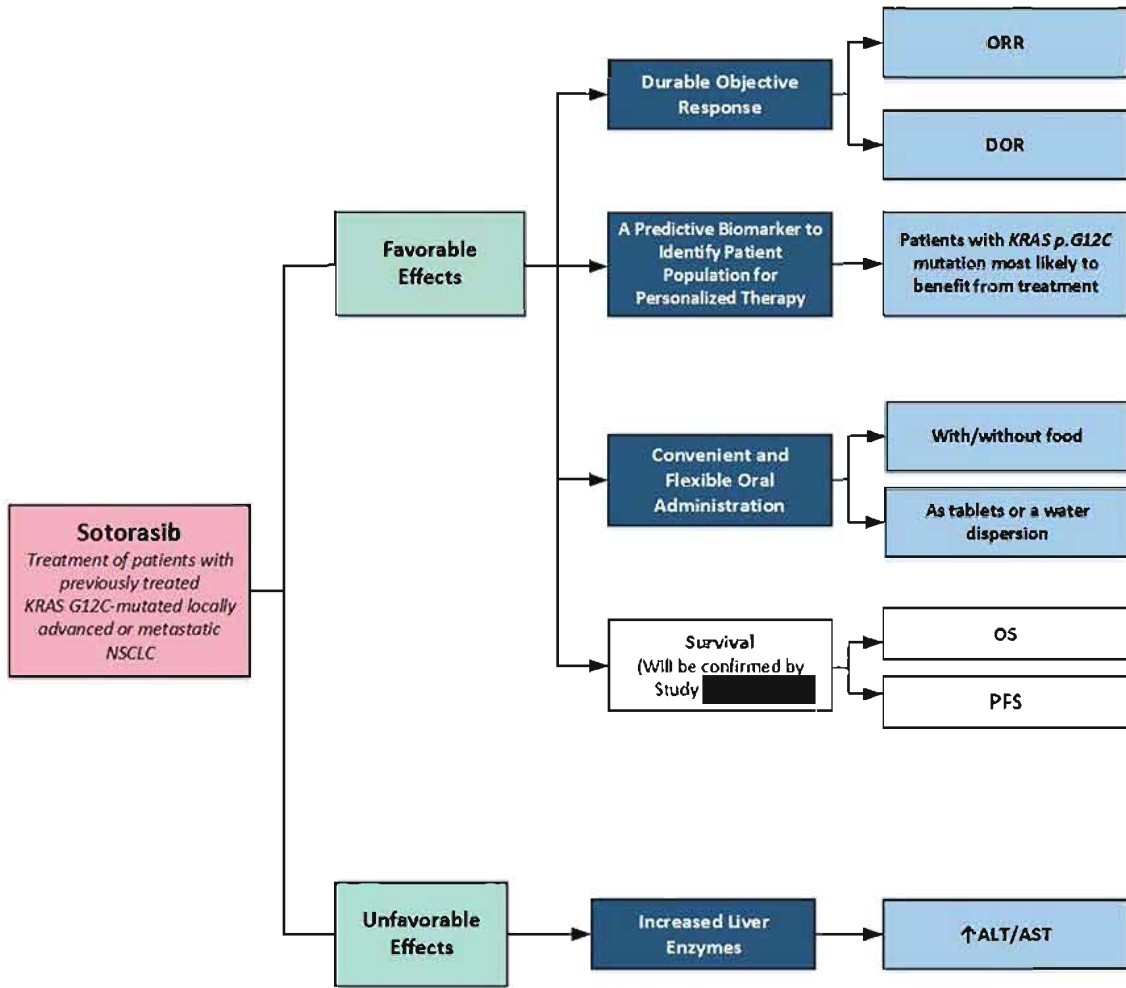 ORR
Durable Objective
Response
DOR
Favorable
Effects
A Predictive Biomarker to
Identify Patient
Population for
Personalized Therapy
Patients with KRAS p.G12C
mutation most likely to
benefit from treatment
With/without food
Convenient and
Flexible Oral
Administration
As tablets or a water
dispersion
Sotorasib
Treatment of patients with
previously treated
KRAS G12C-mutated locally
advanced or metastatic
NSCLC
Survival
(Will be confirmed by
Study
OS
PFS
Unfavorable
Effects
Increased Liver
Enzymes
↑ALT/AST